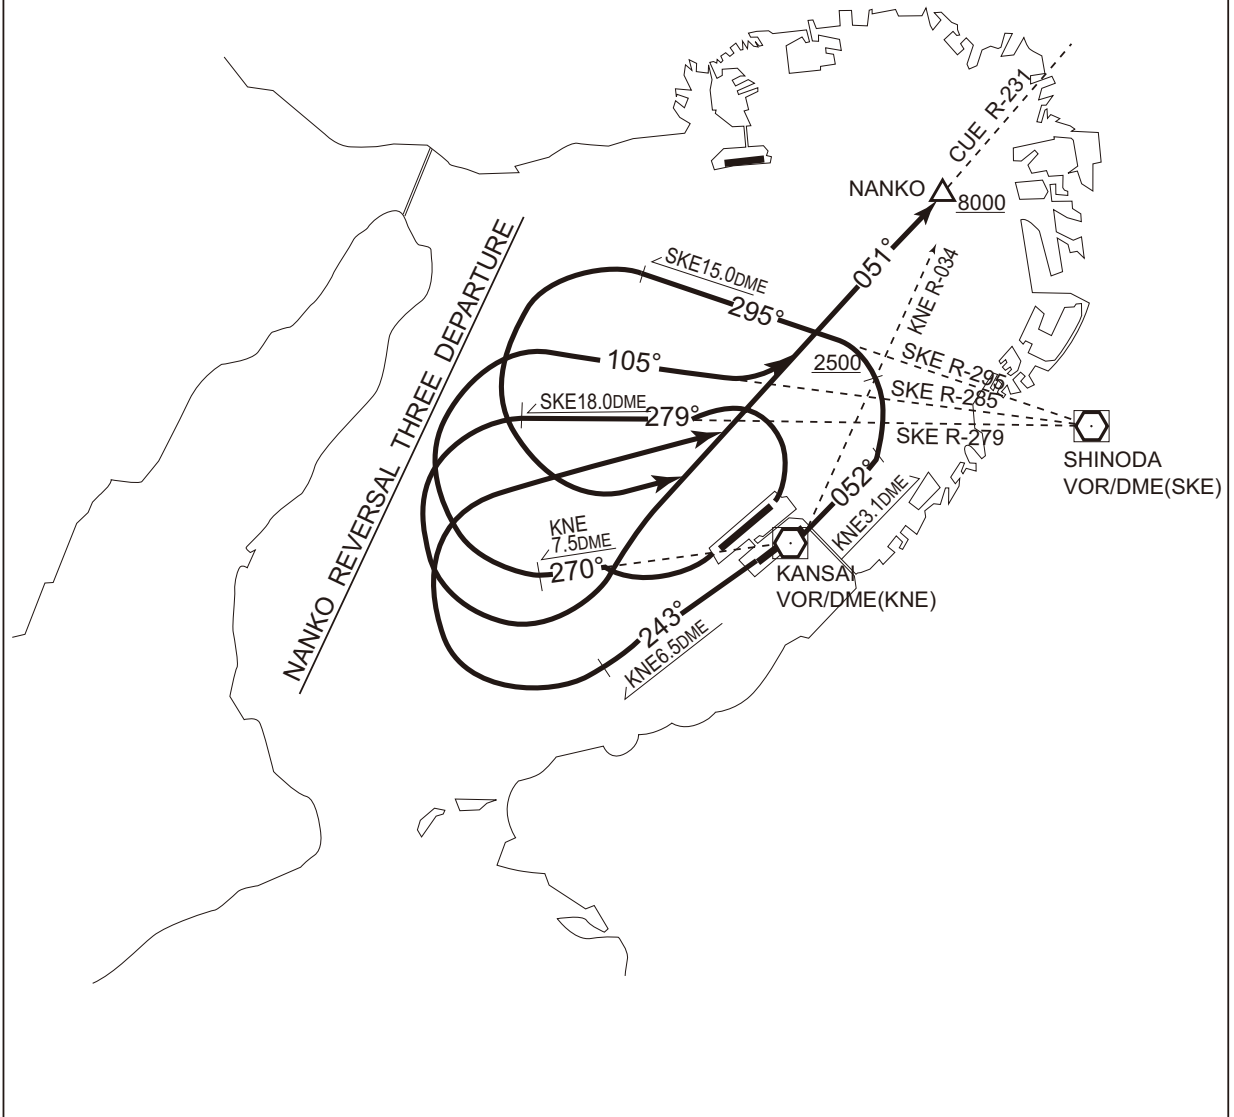 CUE R-231
NANKO
8000
051°
KNE R-034
NANKO REVERSAL THREE DEPARTURE
SKE15.0DME
295°
105°
2500
SKE R-295
SKE R-285
SKE18.0DME
279°
SKE R-279
SHINODA
VOR/DME(SKE)
052°
KNE3.1DME
KNE
7.5DME
270°
KANSAI
VOR/DME(KNE)
243°
KNE6.5DME